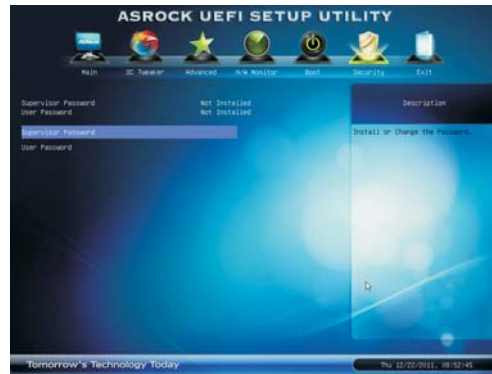 ASROCK UEFI SETUP UTILITY
Main OC Tweaker Advanced H/W Monitor Boot Security Exit
Supervisor Password Not Installed
User Password Not Installed
Supervisor Password
User Password
Description
Install or Change the Password.
Tomorrow's Technology Today
Thu 12/22/2011, 08:52:45